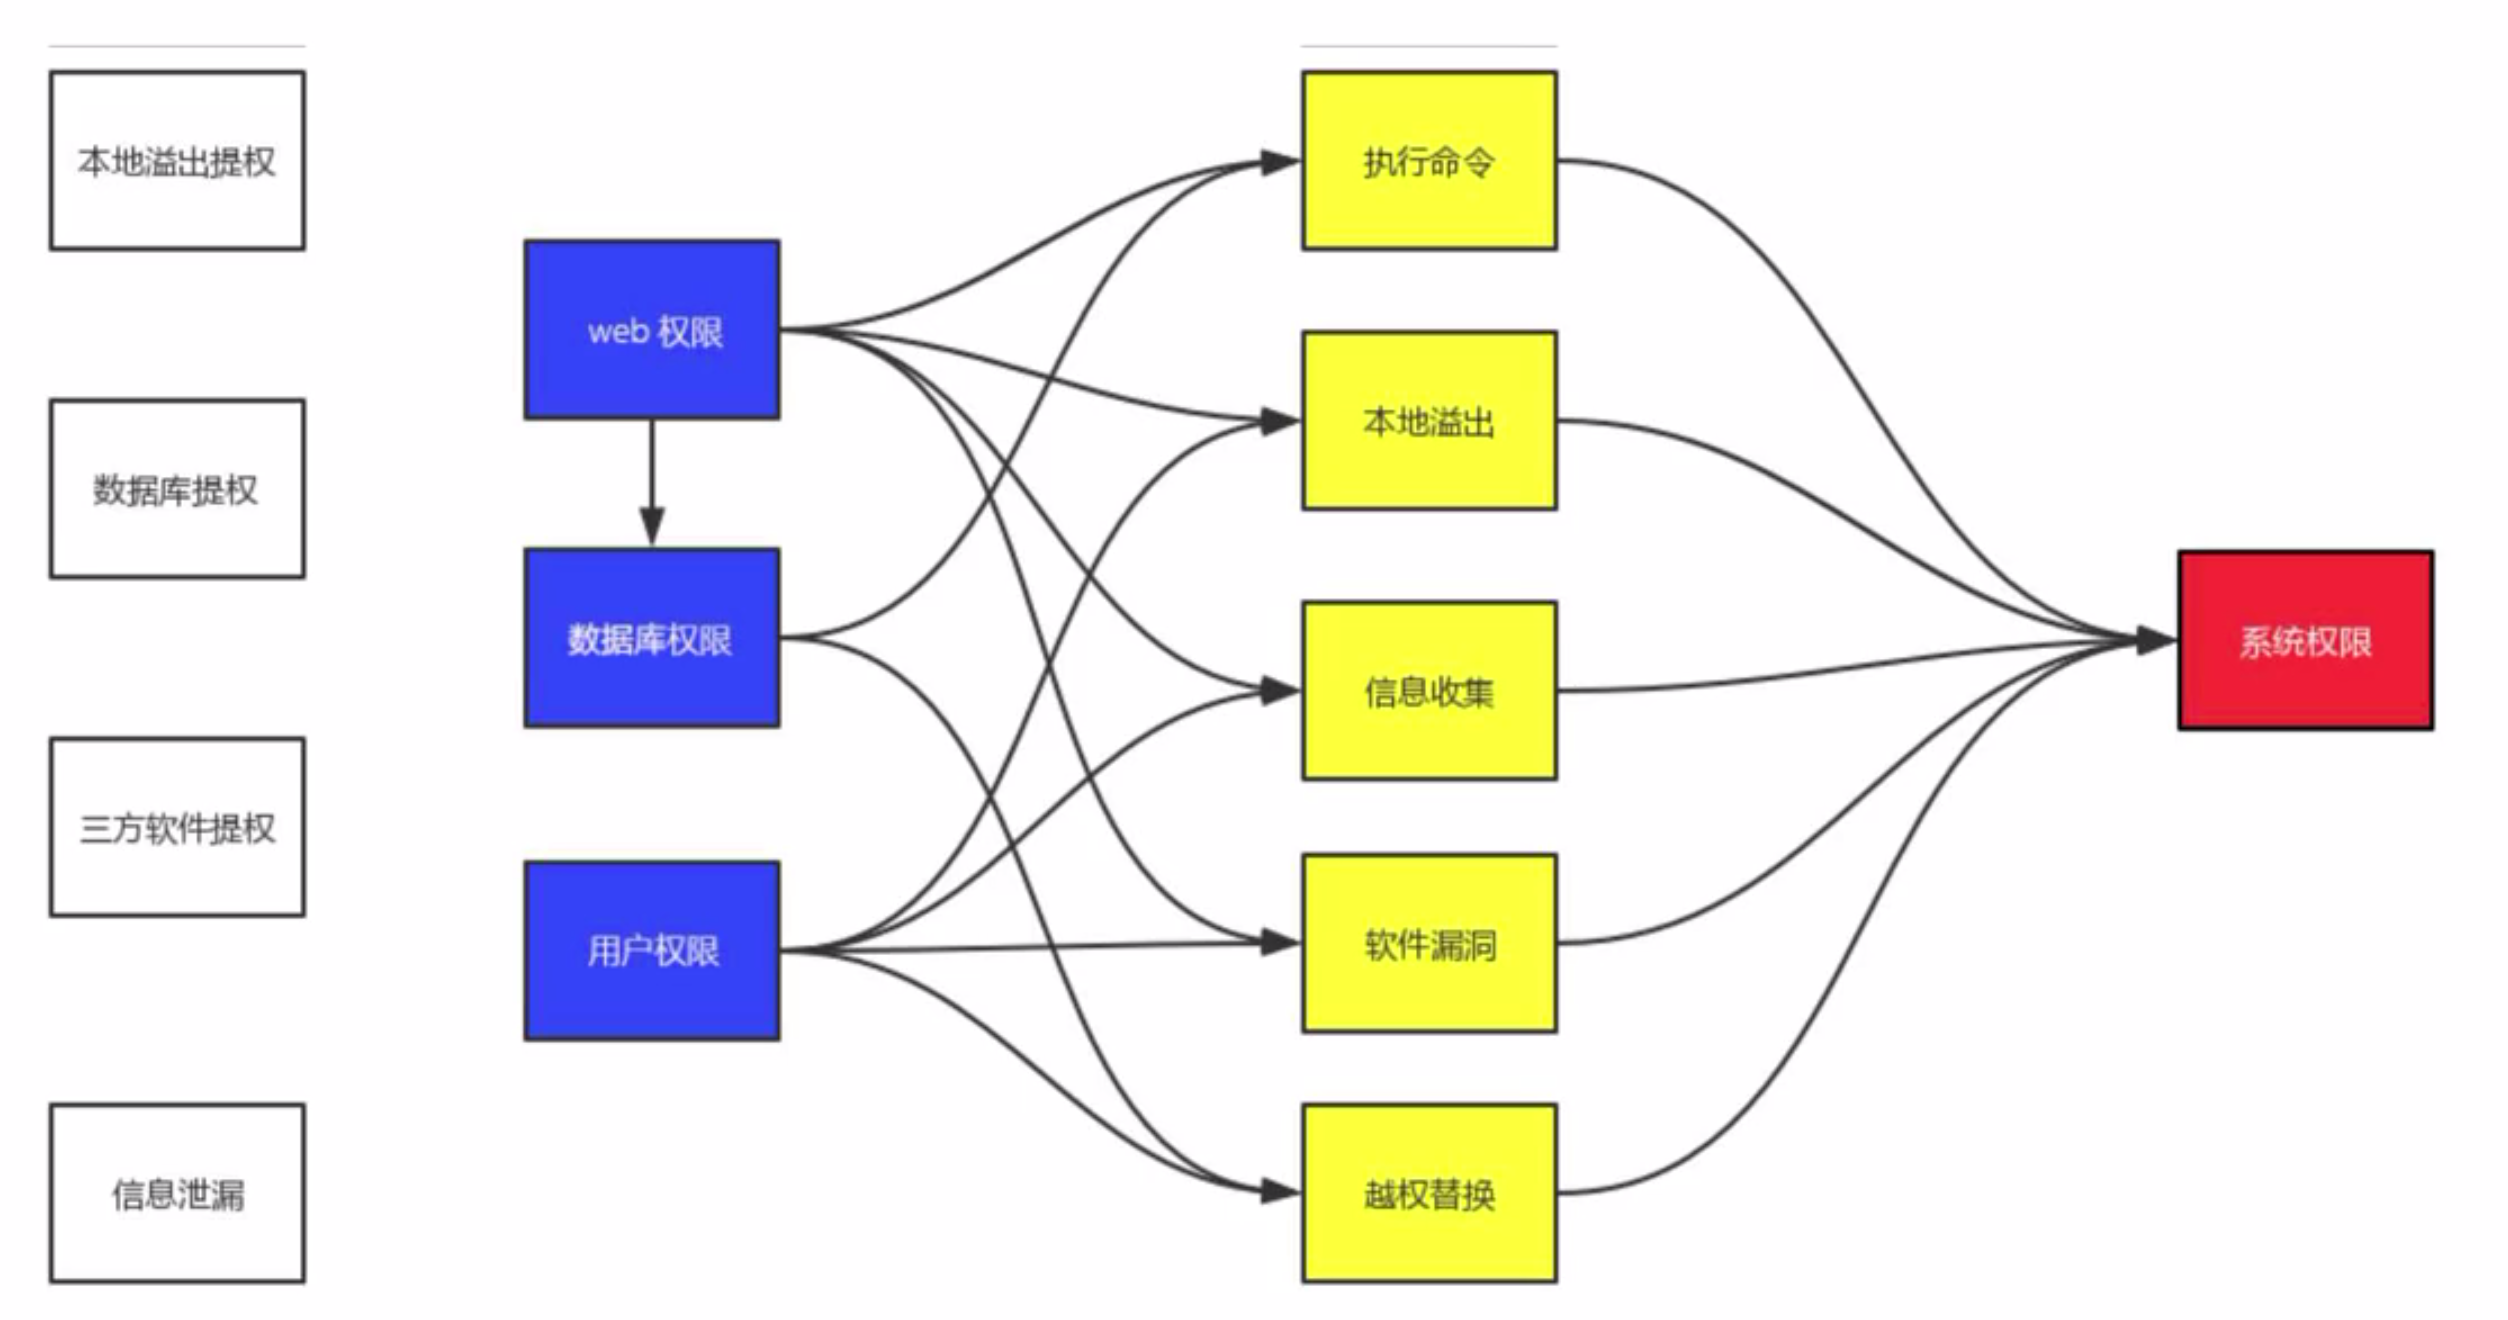 本地溢出提权
数据库提权
三方软件提权
信息泄漏
web 权限
数据库权限
用户权限
执行命令
本地溢出
信息收集
软件漏洞
越权替换
系统权限